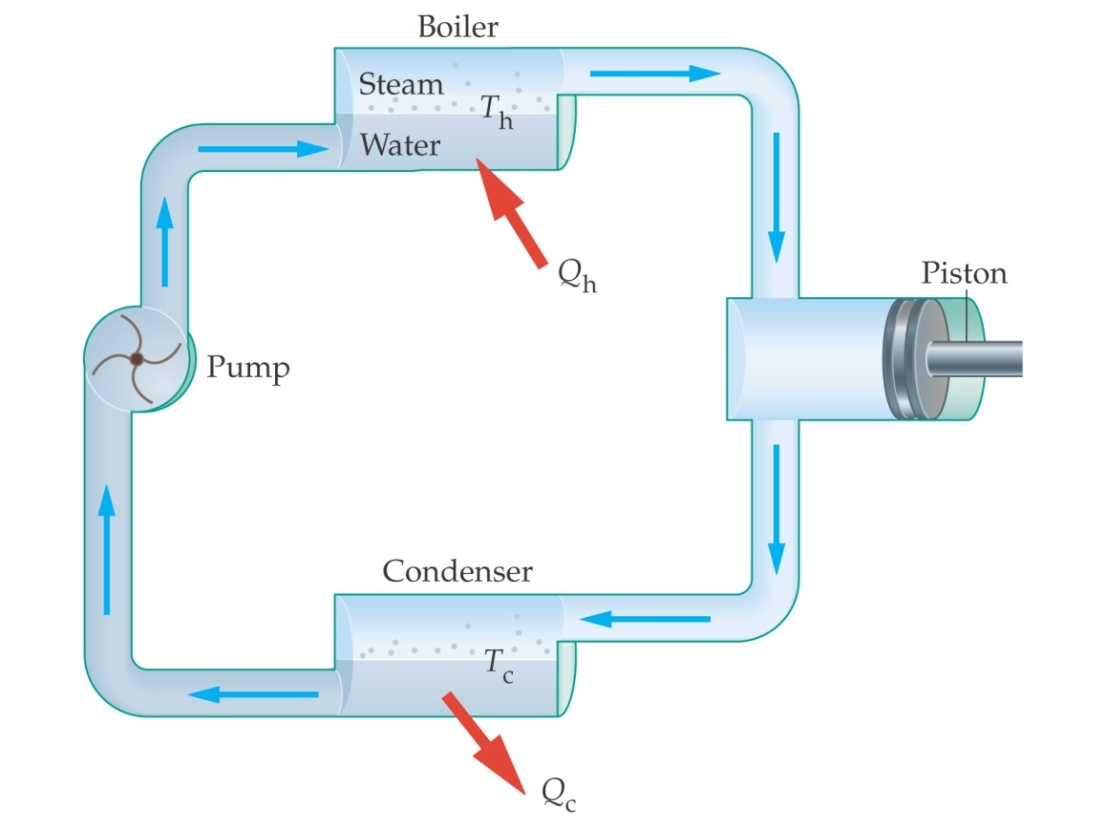 Boiler
Steam
Th
Water
Qh
Piston
Pump
Condenser
Tc
Qc